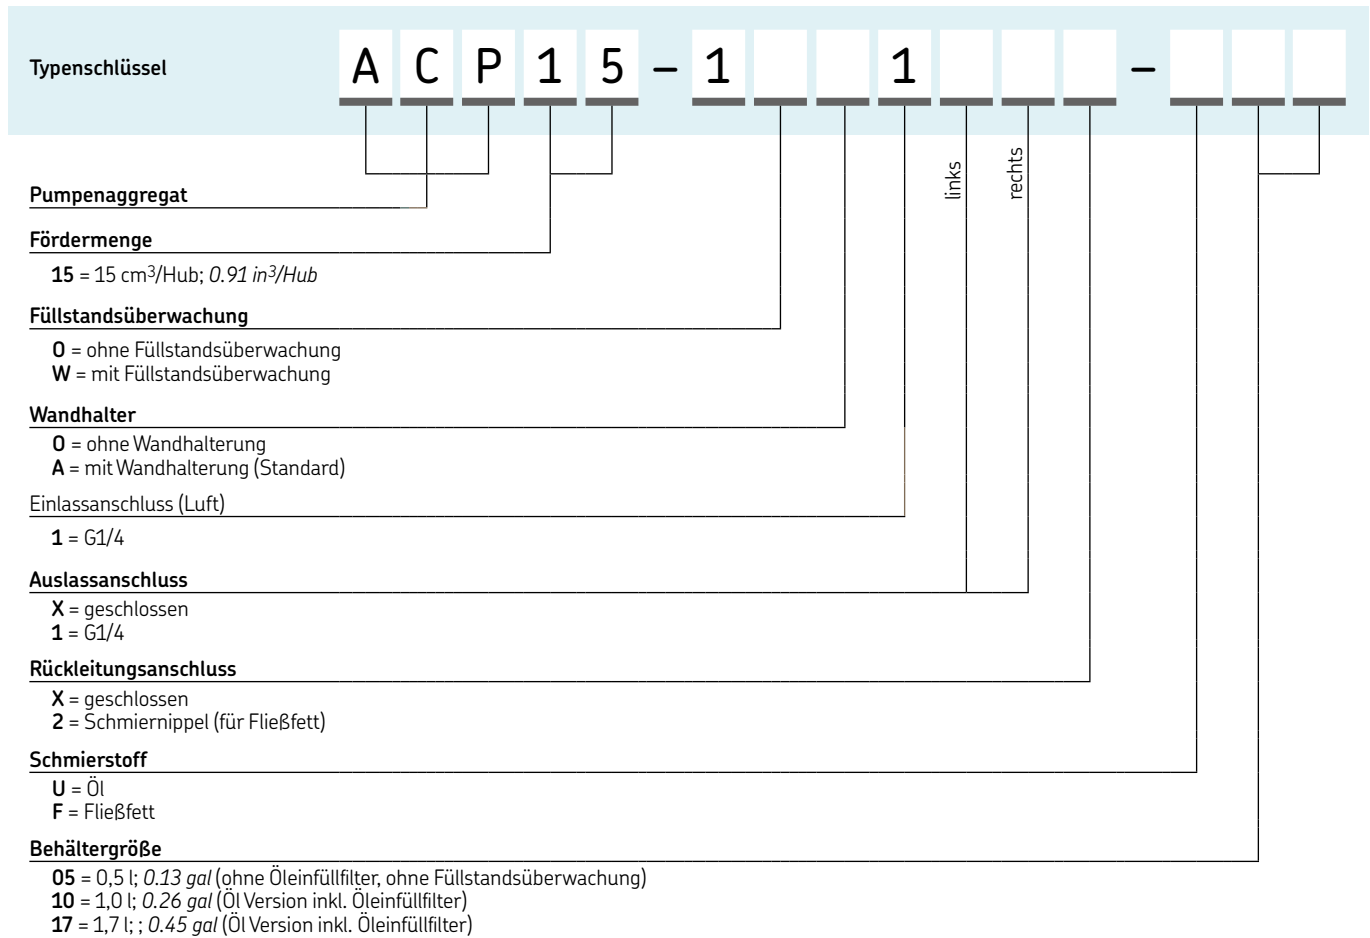 Typenschlüssel A C P 1 5 – 1 1 –
links rechts
Pumpenaggregat
Fördermenge
15 = 15 cm³/Hub; 0.91 in³/Hub
Füllstandsüberwachung
0 = ohne Füllstandsüberwachung
W = mit Füllstandsüberwachung
Wandhalter
0 = ohne Wandhalterung
A = mit Wandhalterung (Standard)
Einlassanschluss (Luft)
1 = G1/4
Auslassanschluss
X = geschlossen
1 = G1/4
Rückleitungsanschluss
X = geschlossen
2 = Schmiernippel (für Fließfett)
Schmierstoff
U = Öl
F = Fließfett
Behältergröße
05 = 0,5 l; 0.13 gal (ohne Öleinfüllfilter, ohne Füllstandsüberwachung)
10 = 1,0 l; 0.26 gal (Öl Version inkl. Öleinfüllfilter)
17 = 1,7 l; ; 0.45 gal (Öl Version inkl. Öleinfüllfilter)